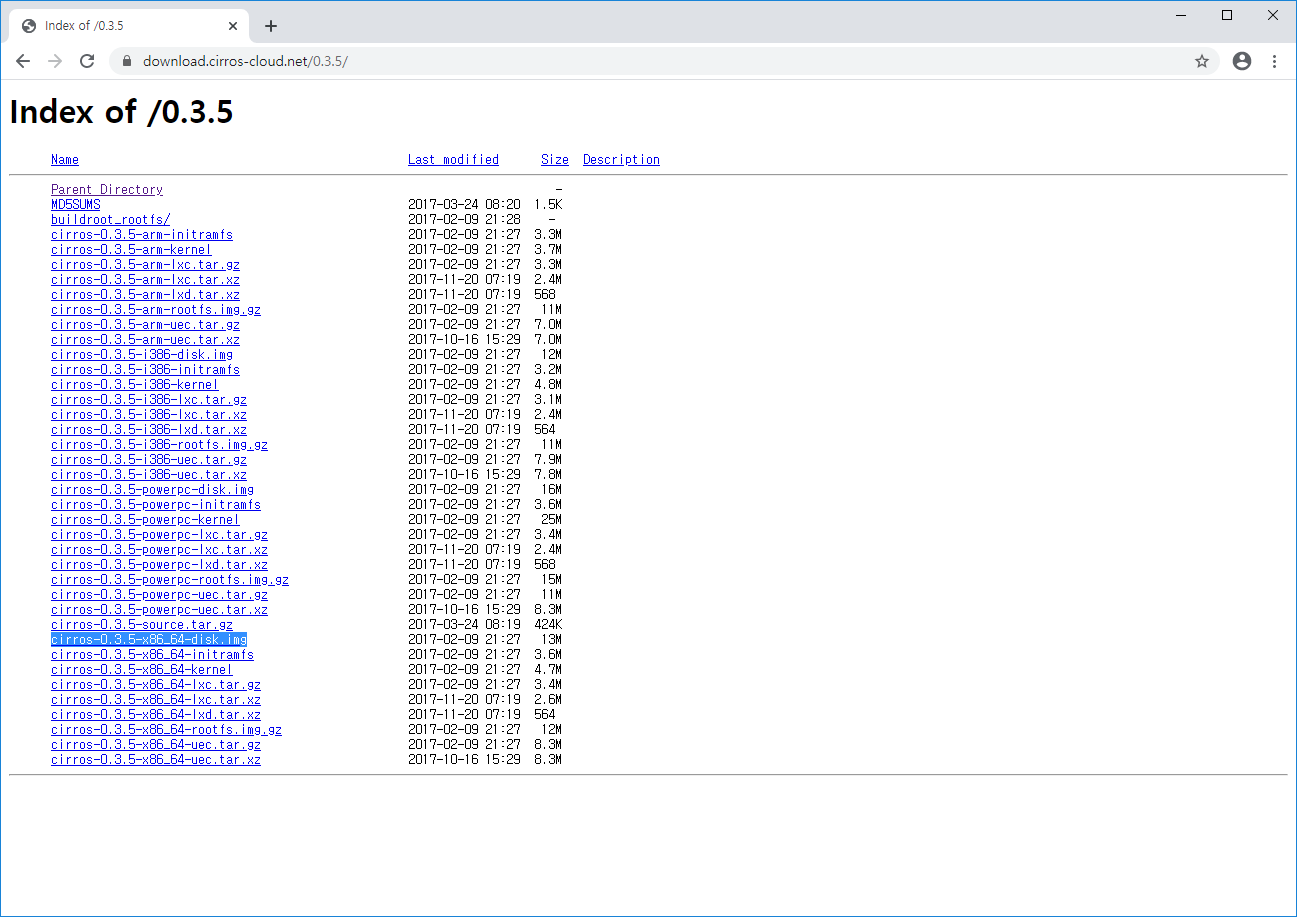 Index of /0.3.5
download.cirros-cloud.net/0.3.5/
Index of /0.3.5
Name Last modified Size Description
Parent Directory -
MD5SUMS 2017-03-24 08:20 1.5K
buildroot_rootfs/ 2017-02-09 21:28 -
cirros-0.3.5-arm-initramfs 2017-02-09 21:27 3.3M
cirros-0.3.5-arm-kernel 2017-02-09 21:27 3.7M
cirros-0.3.5-arm-lxc.tar.gz 2017-02-09 21:27 3.3M
cirros-0.3.5-arm-lxc.tar.xz 2017-11-20 07:19 2.4M
cirros-0.3.5-arm-lxd.tar.xz 2017-11-20 07:19 568
cirros-0.3.5-arm-rootfs.img.gz 2017-02-09 21:27 11M
cirros-0.3.5-arm-uec.tar.gz 2017-02-09 21:27 7.0M
cirros-0.3.5-arm-uec.tar.xz 2017-10-16 15:29 7.0M
cirros-0.3.5-i386-disk.img 2017-02-09 21:27 12M
cirros-0.3.5-i386-initramfs 2017-02-09 21:27 3.2M
cirros-0.3.5-i386-kernel 2017-02-09 21:27 4.8M
cirros-0.3.5-i386-lxc.tar.gz 2017-02-09 21:27 3.1M
cirros-0.3.5-i386-lxc.tar.xz 2017-11-20 07:19 2.4M
cirros-0.3.5-i386-lxd.tar.xz 2017-11-20 07:19 564
cirros-0.3.5-i386-rootfs.img.gz 2017-02-09 21:27 11M
cirros-0.3.5-i386-uec.tar.gz 2017-02-09 21:27 7.9M
cirros-0.3.5-i386-uec.tar.xz 2017-10-16 15:29 7.8M
cirros-0.3.5-powerpc-disk.img 2017-02-09 21:27 16M
cirros-0.3.5-powerpc-initramfs 2017-02-09 21:27 3.6M
cirros-0.3.5-powerpc-kernel 2017-02-09 21:27 25M
cirros-0.3.5-powerpc-lxc.tar.gz 2017-02-09 21:27 3.4M
cirros-0.3.5-powerpc-lxc.tar.xz 2017-11-20 07:19 2.4M
cirros-0.3.5-powerpc-lxd.tar.xz 2017-11-20 07:19 568
cirros-0.3.5-powerpc-rootfs.img.gz 2017-02-09 21:27 15M
cirros-0.3.5-powerpc-uec.tar.gz 2017-02-09 21:27 11M
cirros-0.3.5-powerpc-uec.tar.xz 2017-10-16 15:29 8.3M
cirros-0.3.5-source.tar.gz 2017-03-24 08:19 424K
cirros-0.3.5-x86_64-disk.img 2017-02-09 21:27 13M
cirros-0.3.5-x86_64-initramfs 2017-02-09 21:27 3.6M
cirros-0.3.5-x86_64-kernel 2017-02-09 21:27 4.7M
cirros-0.3.5-x86_64-lxc.tar.gz 2017-02-09 21:27 3.4M
cirros-0.3.5-x86_64-lxc.tar.xz 2017-11-20 07:19 2.6M
cirros-0.3.5-x86_64-lxd.tar.xz 2017-11-20 07:19 564
cirros-0.3.5-x86_64-rootfs.img.gz 2017-02-09 21:27 12M
cirros-0.3.5-x86_64-uec.tar.gz 2017-02-09 21:27 8.3M
cirros-0.3.5-x86_64-uec.tar.xz 2017-10-16 15:29 8.3M